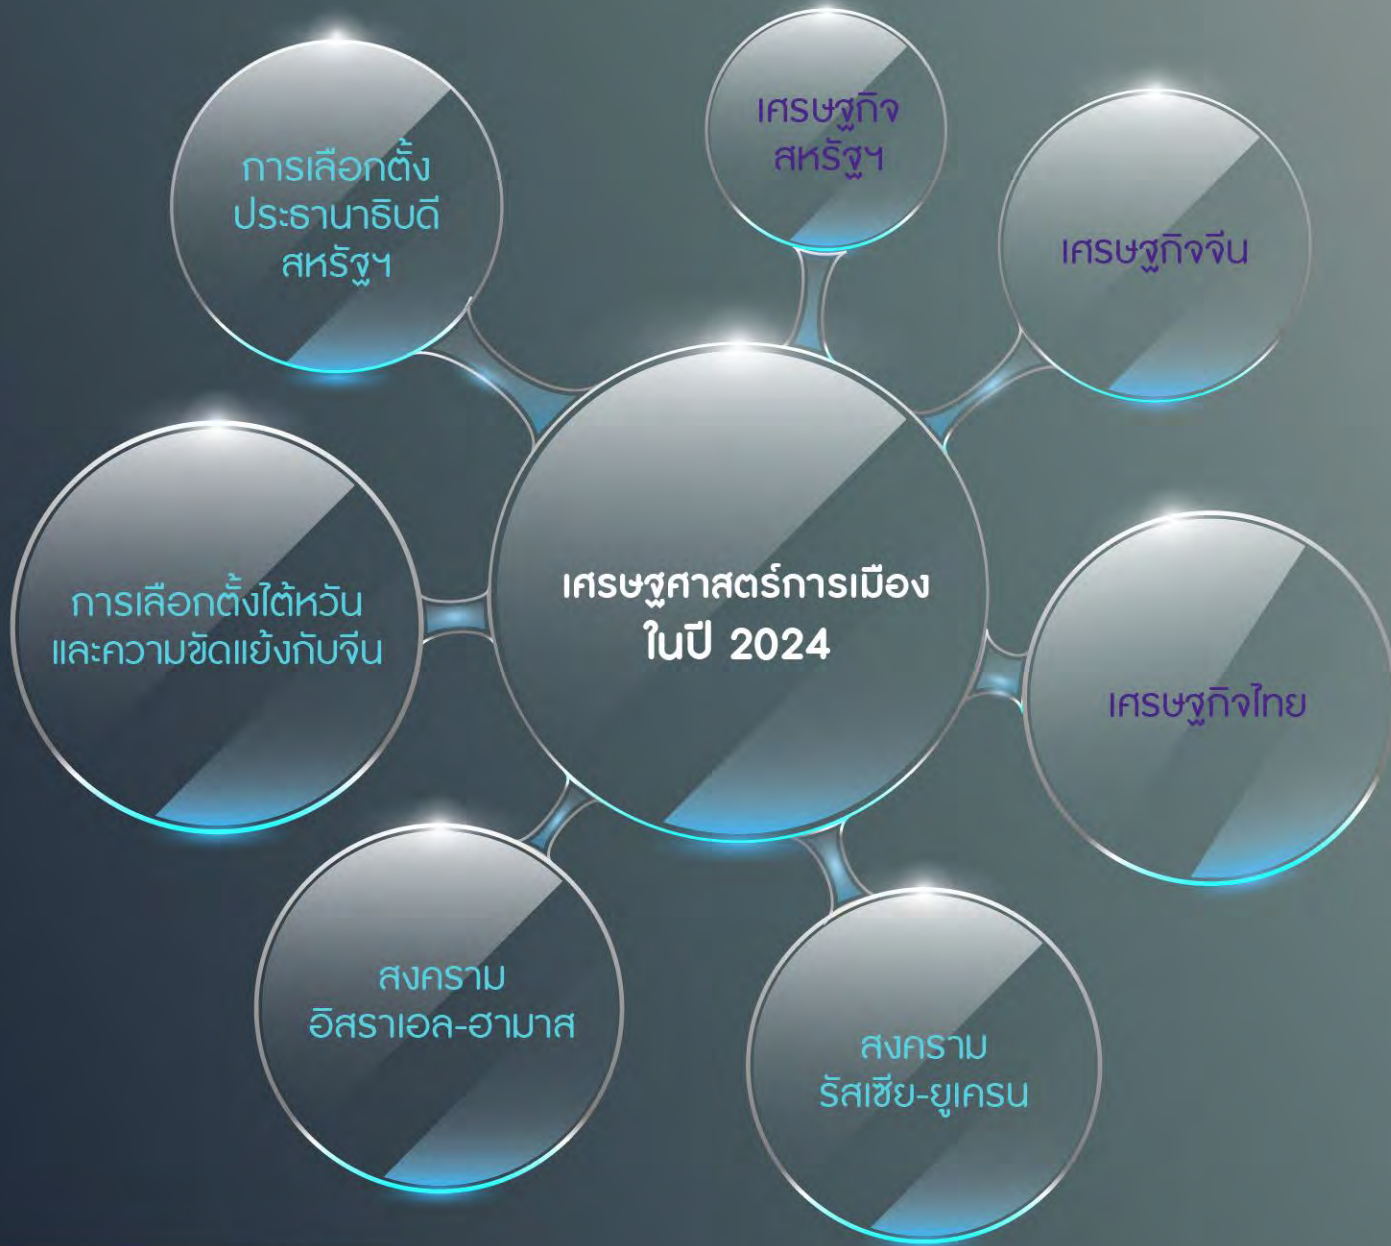 เศรษฐกิจ
สหรัฐฯ
การเลือกตั้ง
ประธานาธิบดี
สหรัฐฯ
เศรษฐกิจจีน
เศรษฐศาสตร์การเมือง
ในปี 2024
การเลือกตั้งไต้หวัน
และความขัดแย้งกับจีน
เศรษฐกิจไทย
สงคราม
อิสราเอล-ฮามาส
สงคราม
รัสเซีย-ยูเครน